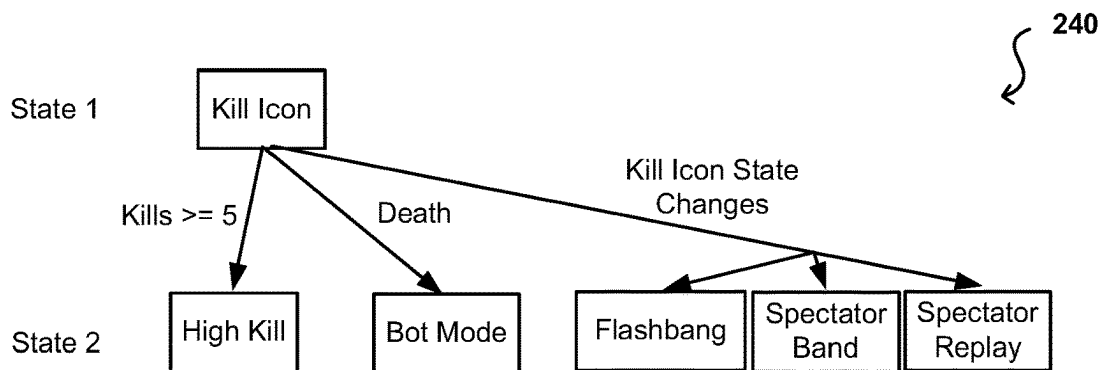 240
State 1
Kill Icon
Kill Icon State
Changes
Kills >= 5
Death
State 2
High Kill
Bot Mode
Flashbang
Spectator
Band
Spectator
Replay